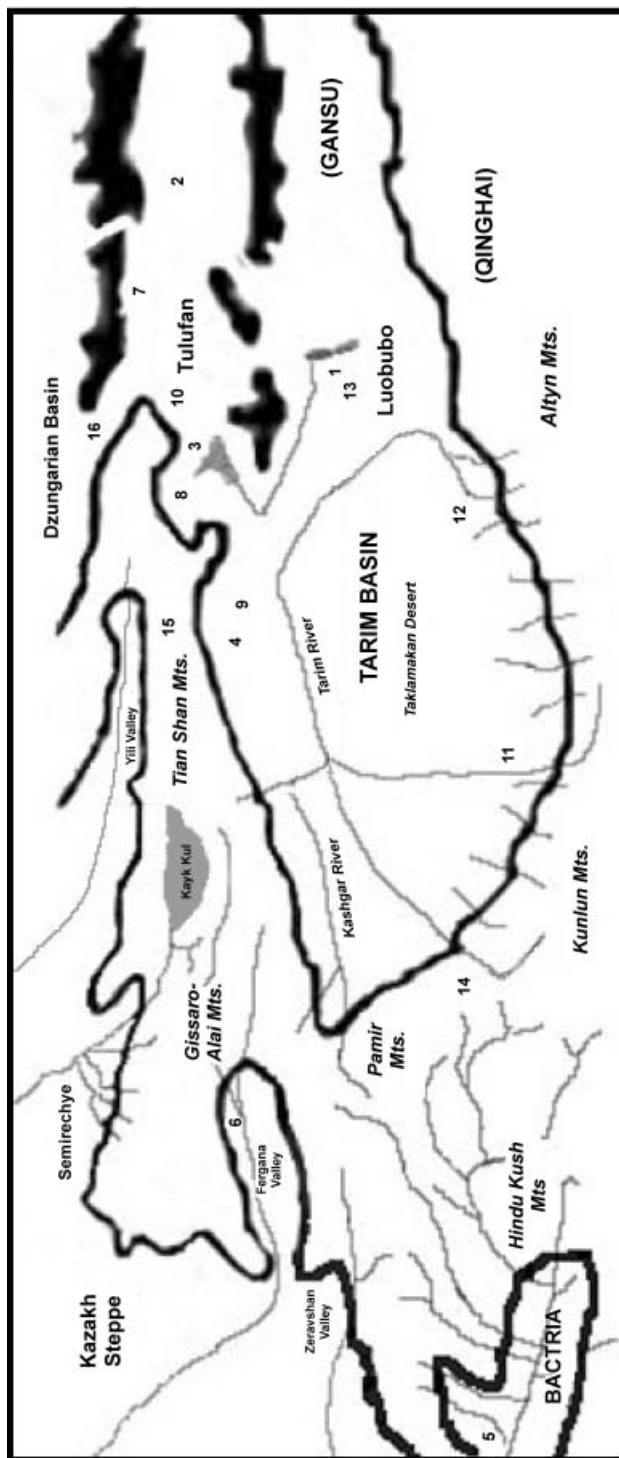 Kazakh
Steppe
Semirechye
Yili Valley
Dzungarian Basin
16
7
2
Kayk Kul
Tian Shan Mts.
15
8
3
10
Tulufan
Gissaro-
Alai Mts.
6
Fergana
Valley
4
9
(GANSU)
Zeravshan
Valley
Kashgar River
Tarim River
13
1
Luobubo
Pamir
Mts.
TARIM BASIN
Taklamakan Desert
14
11
12
(QINGHAI)
5
Hindu Kush
Mts
BACTRIA
Kunlun Mts.
Altyn Mts.